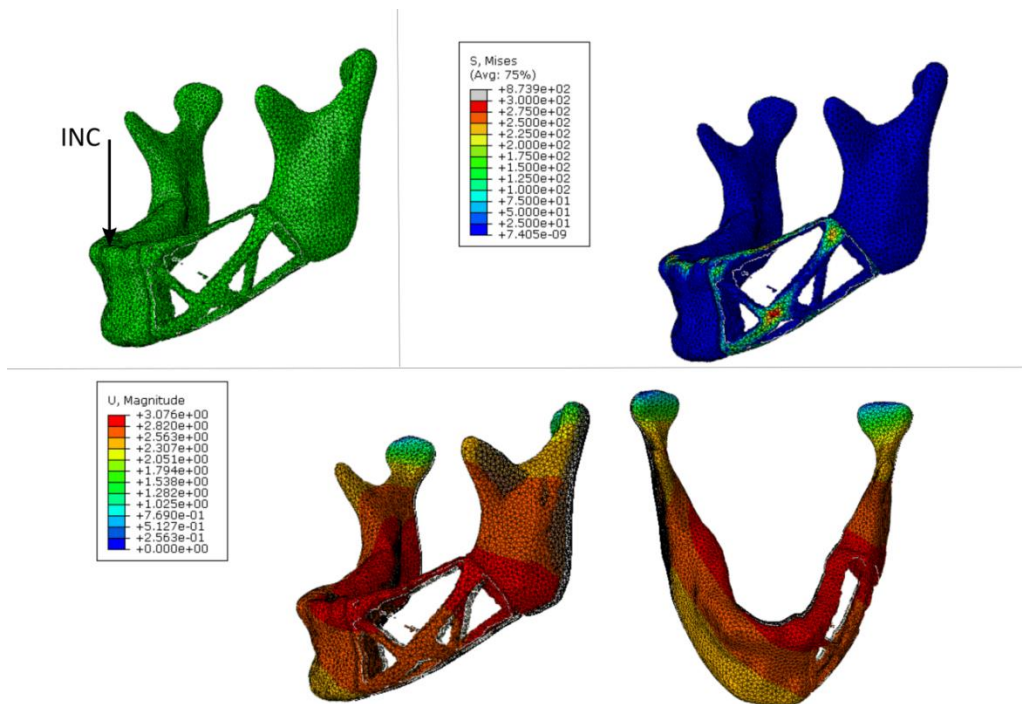 INC
S, Mises
(Avg: 75%)
+8.739e+02
+3.000e+02
+2.750e+02
+2.500e+02
+2.250e+02
+2.000e+02
+1.750e+02
+1.500e+02
+1.250e+02
+1.000e+02
+7.500e+01
+5.000e+01
+2.500e+01
+7.405e-09
U, Magnitude
+3.076e+00
+2.820e+00
+2.563e+00
+2.307e+00
+2.051e+00
+1.794e+00
+1.538e+00
+1.282e+00
+1.025e+00
+7.690e-01
+5.127e-01
+2.563e-01
+0.000e+00